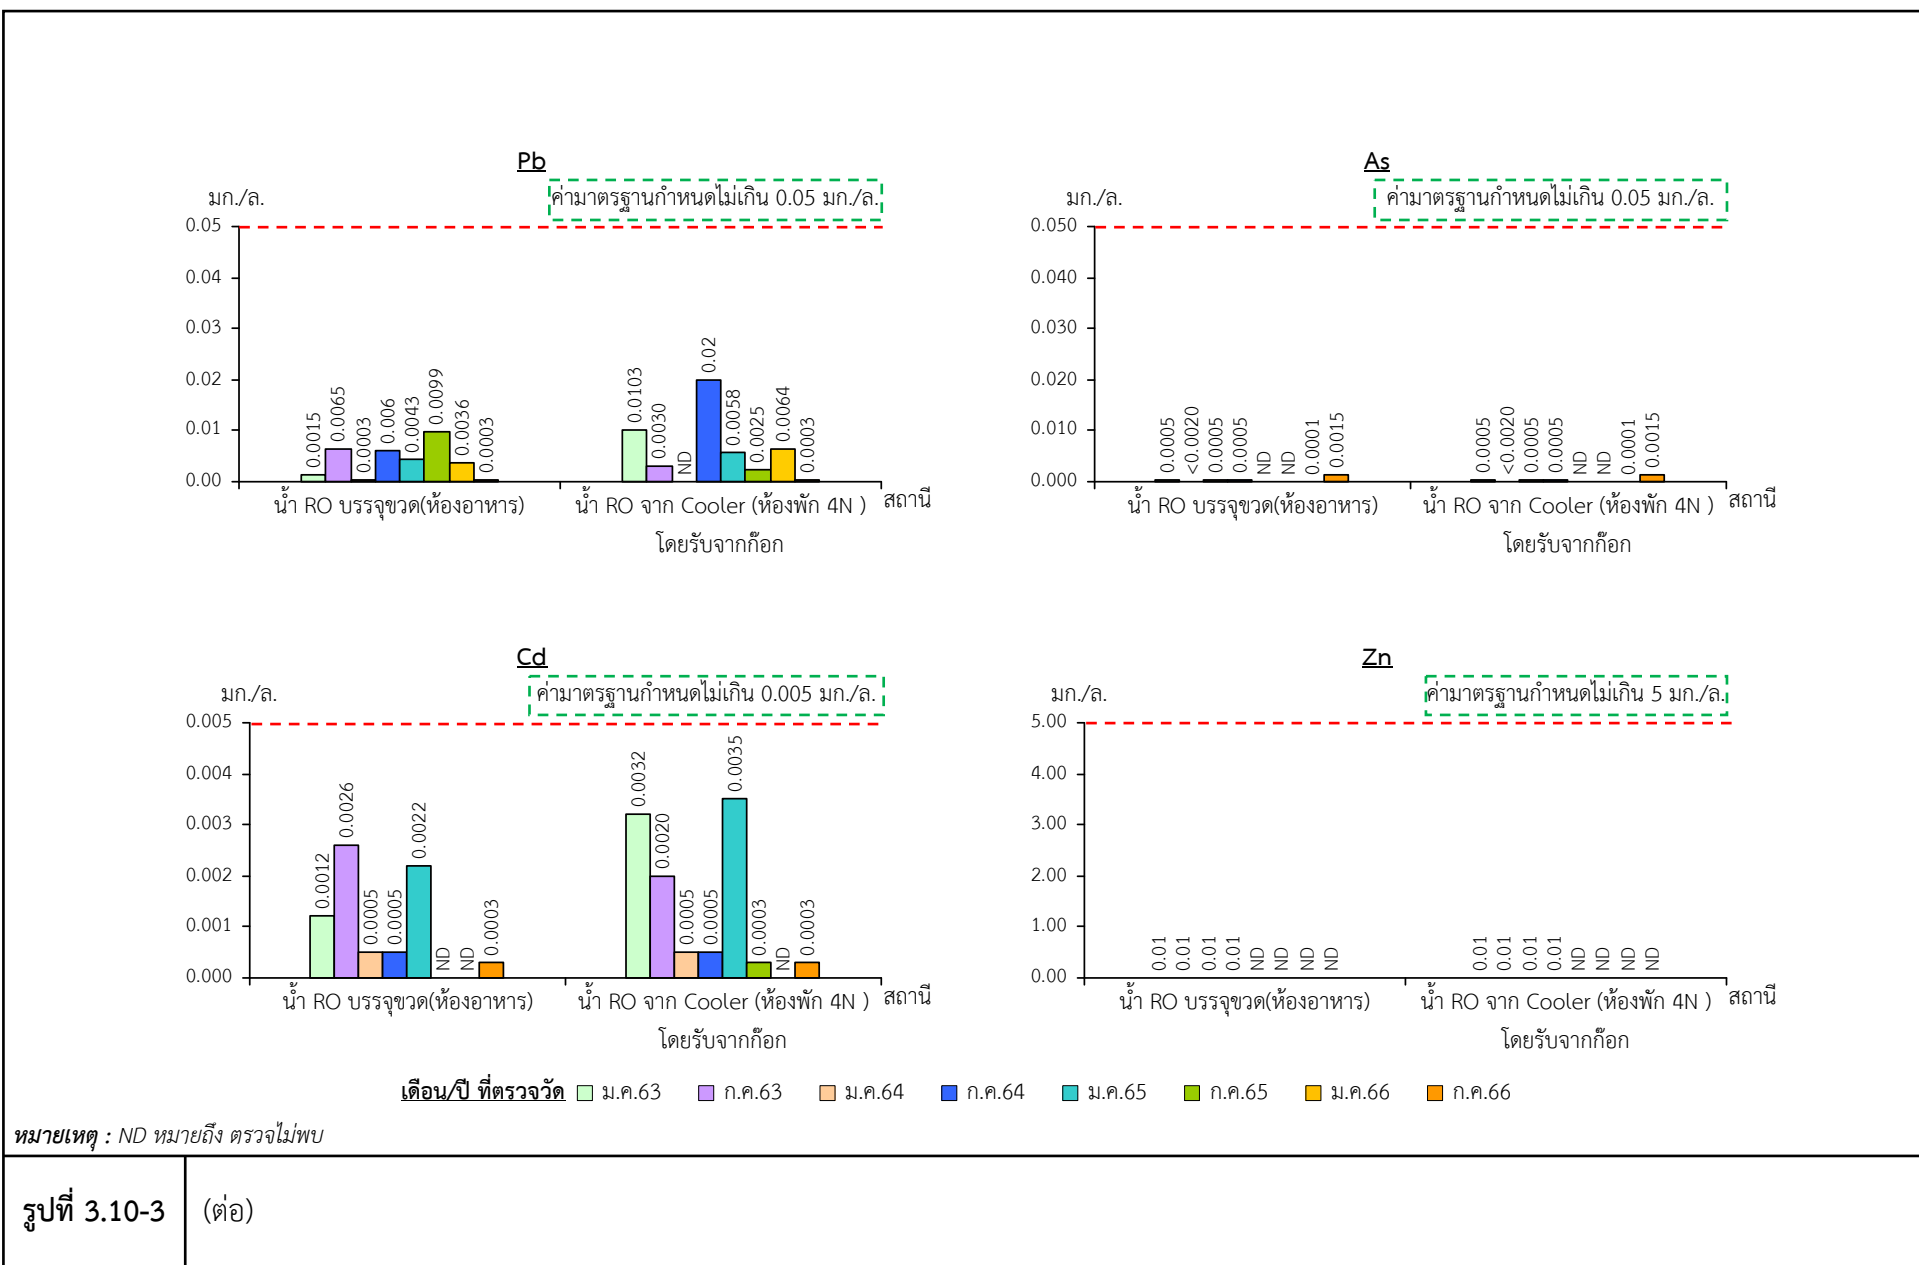 Pb
มก./ล.
ค่ามาตรฐานกำหนดไม่เกิน 0.05 มก./ล.
0.05
0.04
0.03
0.02
0.01
0.00
0.0015
0.0065
0.0003
0.006
0.0043
0.0099
0.0036
0.0003
0.0103
0.0030
ND
0.02
0.0058
0.0025
0.0064
0.0003
น้ำ RO บรรจุขวด(ห้องอาหาร)
น้ำ RO จาก Cooler (ห้องพัก 4N )
โดยรับจากก๊อก
สถานี
As
มก./ล.
ค่ามาตรฐานกำหนดไม่เกิน 0.05 มก./ล.
0.050
0.040
0.030
0.020
0.010
0.000
0.0005
<0.0020
0.0005
0.0005
ND
ND
0.0001
0.0015
0.0005
<0.0020
0.0005
0.0005
ND
ND
0.0001
0.0015
น้ำ RO บรรจุขวด(ห้องอาหาร)
น้ำ RO จาก Cooler (ห้องพัก 4N )
โดยรับจากก๊อก
สถานี
Cd
มก./ล.
ค่ามาตรฐานกำหนดไม่เกิน 0.005 มก./ล.
0.005
0.004
0.003
0.002
0.001
0.000
0.0012
0.0026
0.0005
0.0005
0.0022
ND
ND
0.0003
0.0032
0.0020
0.0005
0.0005
0.0035
0.0003
ND
0.0003
น้ำ RO บรรจุขวด(ห้องอาหาร)
น้ำ RO จาก Cooler (ห้องพัก 4N )
โดยรับจากก๊อก
สถานี
Zn
มก./ล.
ค่ามาตรฐานกำหนดไม่เกิน 5 มก./ล.
5.00
4.00
3.00
2.00
1.00
0.00
0.01
0.01
0.01
0.01
ND
ND
ND
ND
0.01
0.01
0.01
0.01
ND
ND
ND
ND
น้ำ RO บรรจุขวด(ห้องอาหาร)
น้ำ RO จาก Cooler (ห้องพัก 4N )
โดยรับจากก๊อก
สถานี
เดือน/ปี ที่ตรวจวัด ม.ค.63 ก.ค.63 ม.ค.64 ก.ค.64 ม.ค.65 ก.ค.65 ม.ค.66 ก.ค.66
หมายเหตุ : ND หมายถึง ตรวจไม่พบ
รูปที่ 3.10-3 (ต่อ)